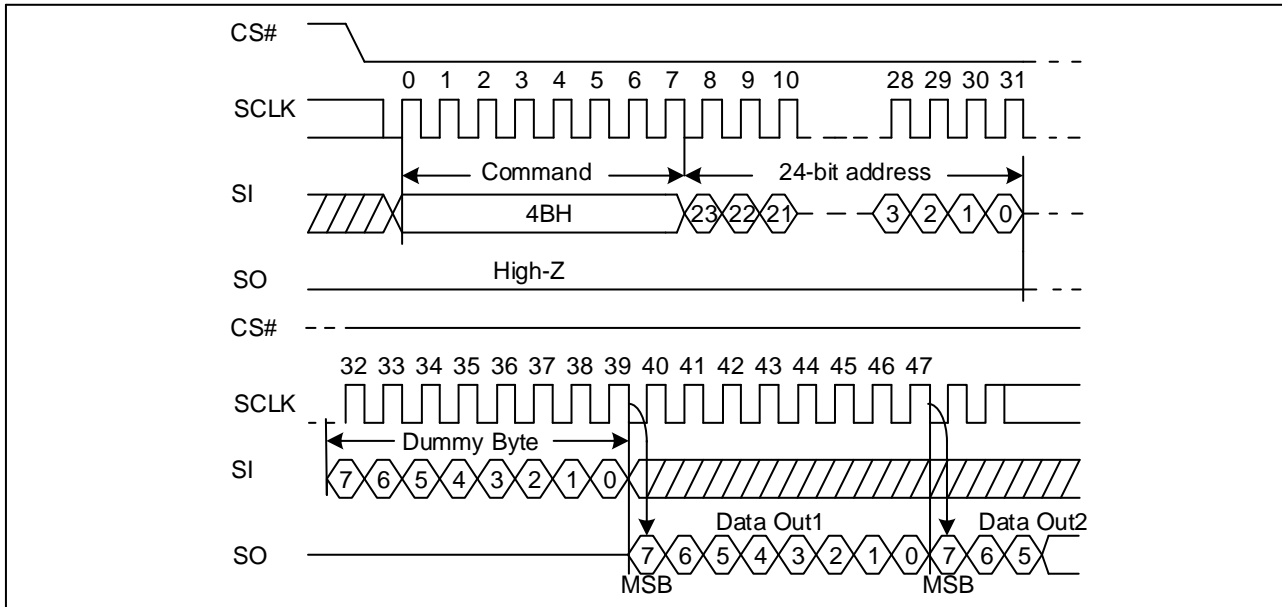 CS#
0 1 2 3 4 5 6 7 8 9 10 28 29 30 31
SCLK
Command 24-bit address
SI
4BH 23 22 21 3 2 1 0
High-Z
SO
CS#
32 33 34 35 36 37 38 39 40 41 42 43 44 45 46 47
SCLK
Dummy Byte
SI
7 6 5 4 3 2 1 0
Data Out1 Data Out2
SO
7 6 5 4 3 2 1 0 7 6 5
MSB MSB